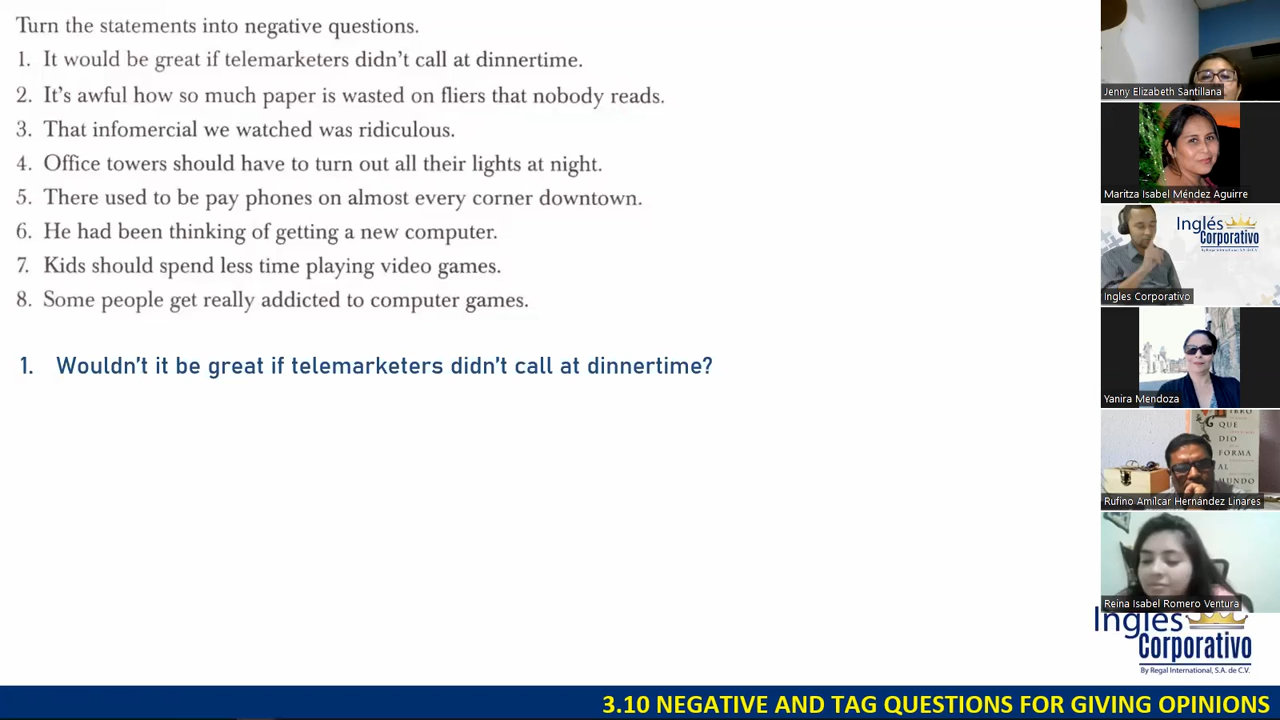 Turn the statements into negative questions.
1. It would be great if telemarketers didn't call at dinnertime.
2. It's awful how so much paper is wasted on fliers that nobody reads.
3. That infomercial we watched was ridiculous.
4. Office towers should have to turn out all their lights at night.
5. There used to be pay phones on almost every corner downtown.
6. He had been thinking of getting a new computer.
7. Kids should spend less time playing video games.
8. Some people get really addicted to computer games.
1. Wouldn't it be great if telemarketers didn't call at dinnertime?
Jenny Elizabeth Santillana
Maritza Isabel Méndez Aguirre
Inglés
Corporativo
Ingles Corporativo
Yanira Mendoza
QUE
DIO
FORMA
AL
MUNDO
Rufino Amílcar Hernández Linares
Reina Isabel Romero Ventura
Inglés
Corporativo
By Regal International, S.A. de C.V.
3.10 NEGATIVE AND TAG QUESTIONS FOR GIVING OPINIONS